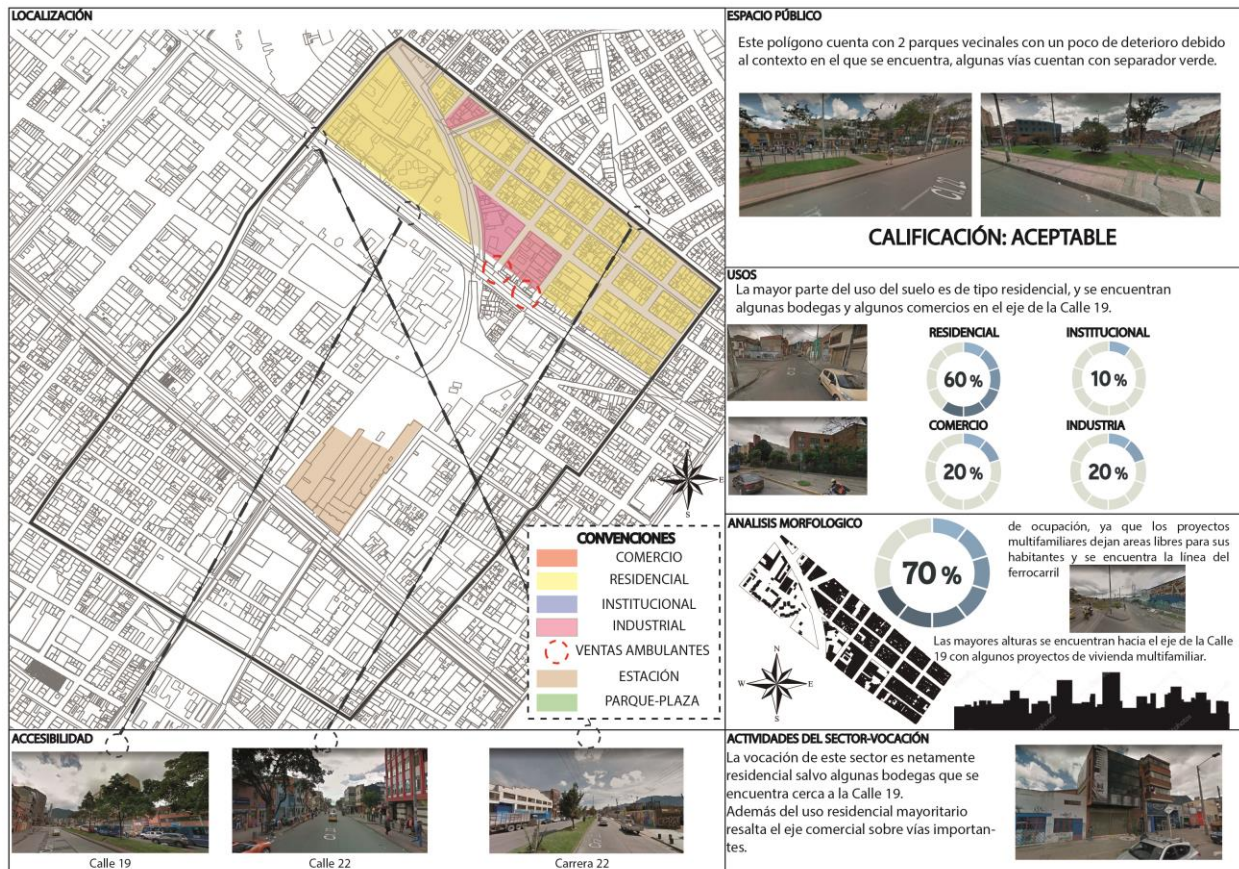 LOCALIZACIÓN
N
W
E
S
CONVENCIONES
COMERCIO
RESIDENCIAL
INSTITUCIONAL
INDUSTRIAL
VENTAS AMBULANTES
ESTACIÓN
PARQUE-PLAZA
ACCESIBILIDAD
Calle 19
Calle 22
Carrera 22
ESPACIO PÚBLICO
Este polígono cuenta con 2 parques vecinales con un poco de deterioro debido
al contexto en el que se encuentra, algunas vías cuentan con separador verde.
CALIFICACIÓN: ACEPTABLE
USOS
La mayor parte del uso del suelo es de tipo residencial, y se encuentran
algunas bodegas y algunos comercios en el eje de la Calle 19.
RESIDENCIAL
60 %
INSTITUCIONAL
10 %
COMERCIO
20 %
INDUSTRIA
20 %
ANALISIS MORFOLOGICO
70 %
de ocupación, ya que los proyectos
multifamiliares dejan areas libres para sus
habitantes y se encuentra la línea del
ferrocarril
Las mayores alturas se encuentran hacia el eje de la Calle
19 con algunos proyectos de vivienda multifamiliar.
N
W
E
S
ACTIVIDADES DEL SECTOR-VOCACIÓN
La vocación de este sector es netamente
residencial salvo algunas bodegas que se
encuentra cerca a la Calle 19.
Además del uso residencial mayoritario
resalta el eje comercial sobre vías importan-
tes.